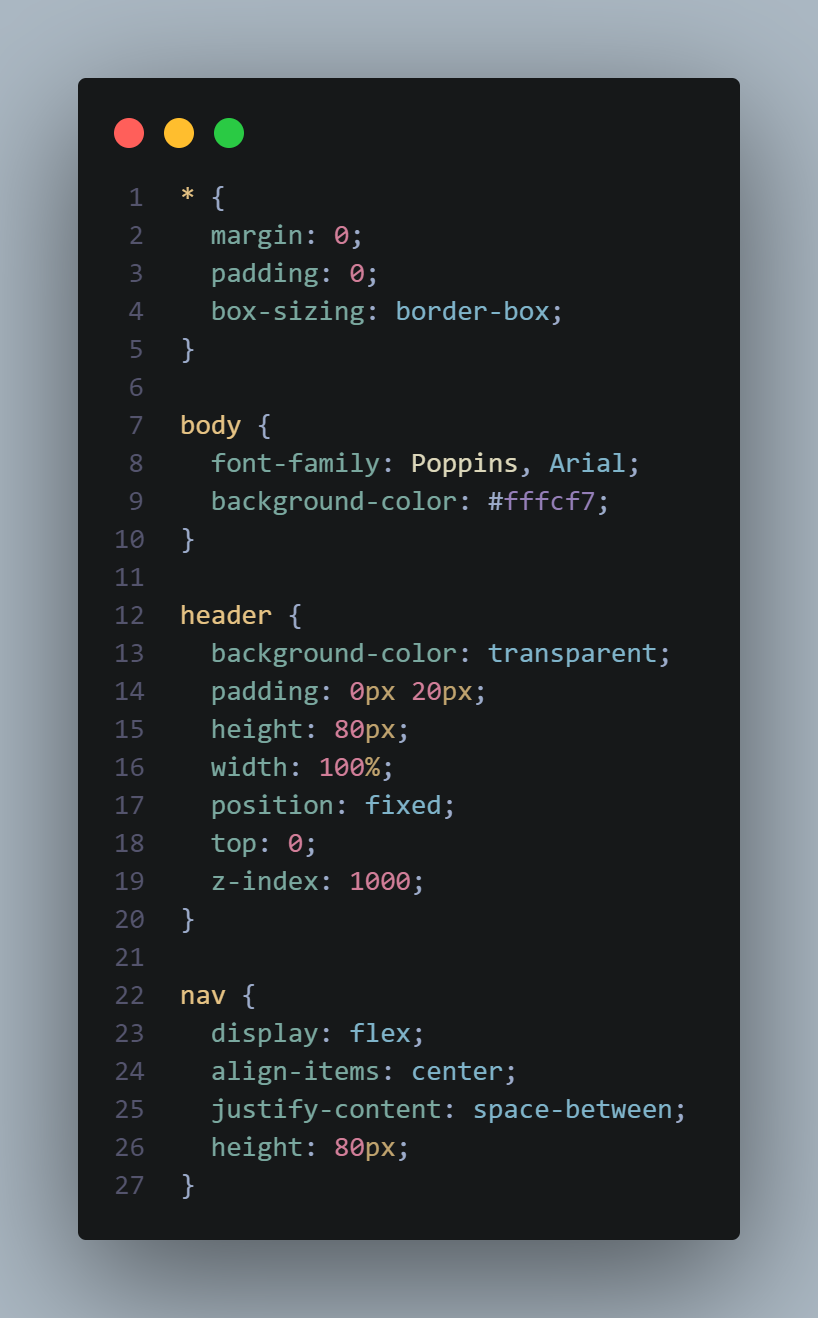 1 * {
2   margin: 0;
3   padding: 0;
4   box-sizing: border-box;
5 }
6
7 body {
8   font-family: Poppins, Arial;
9   background-color: #fffcf7;
10 }
11
12 header {
13   background-color: transparent;
14   padding: 0px 20px;
15   height: 80px;
16   width: 100%;
17   position: fixed;
18   top: 0;
19   z-index: 1000;
20 }
21
22 nav {
23   display: flex;
24   align-items: center;
25   justify-content: space-between;
26   height: 80px;
27 }